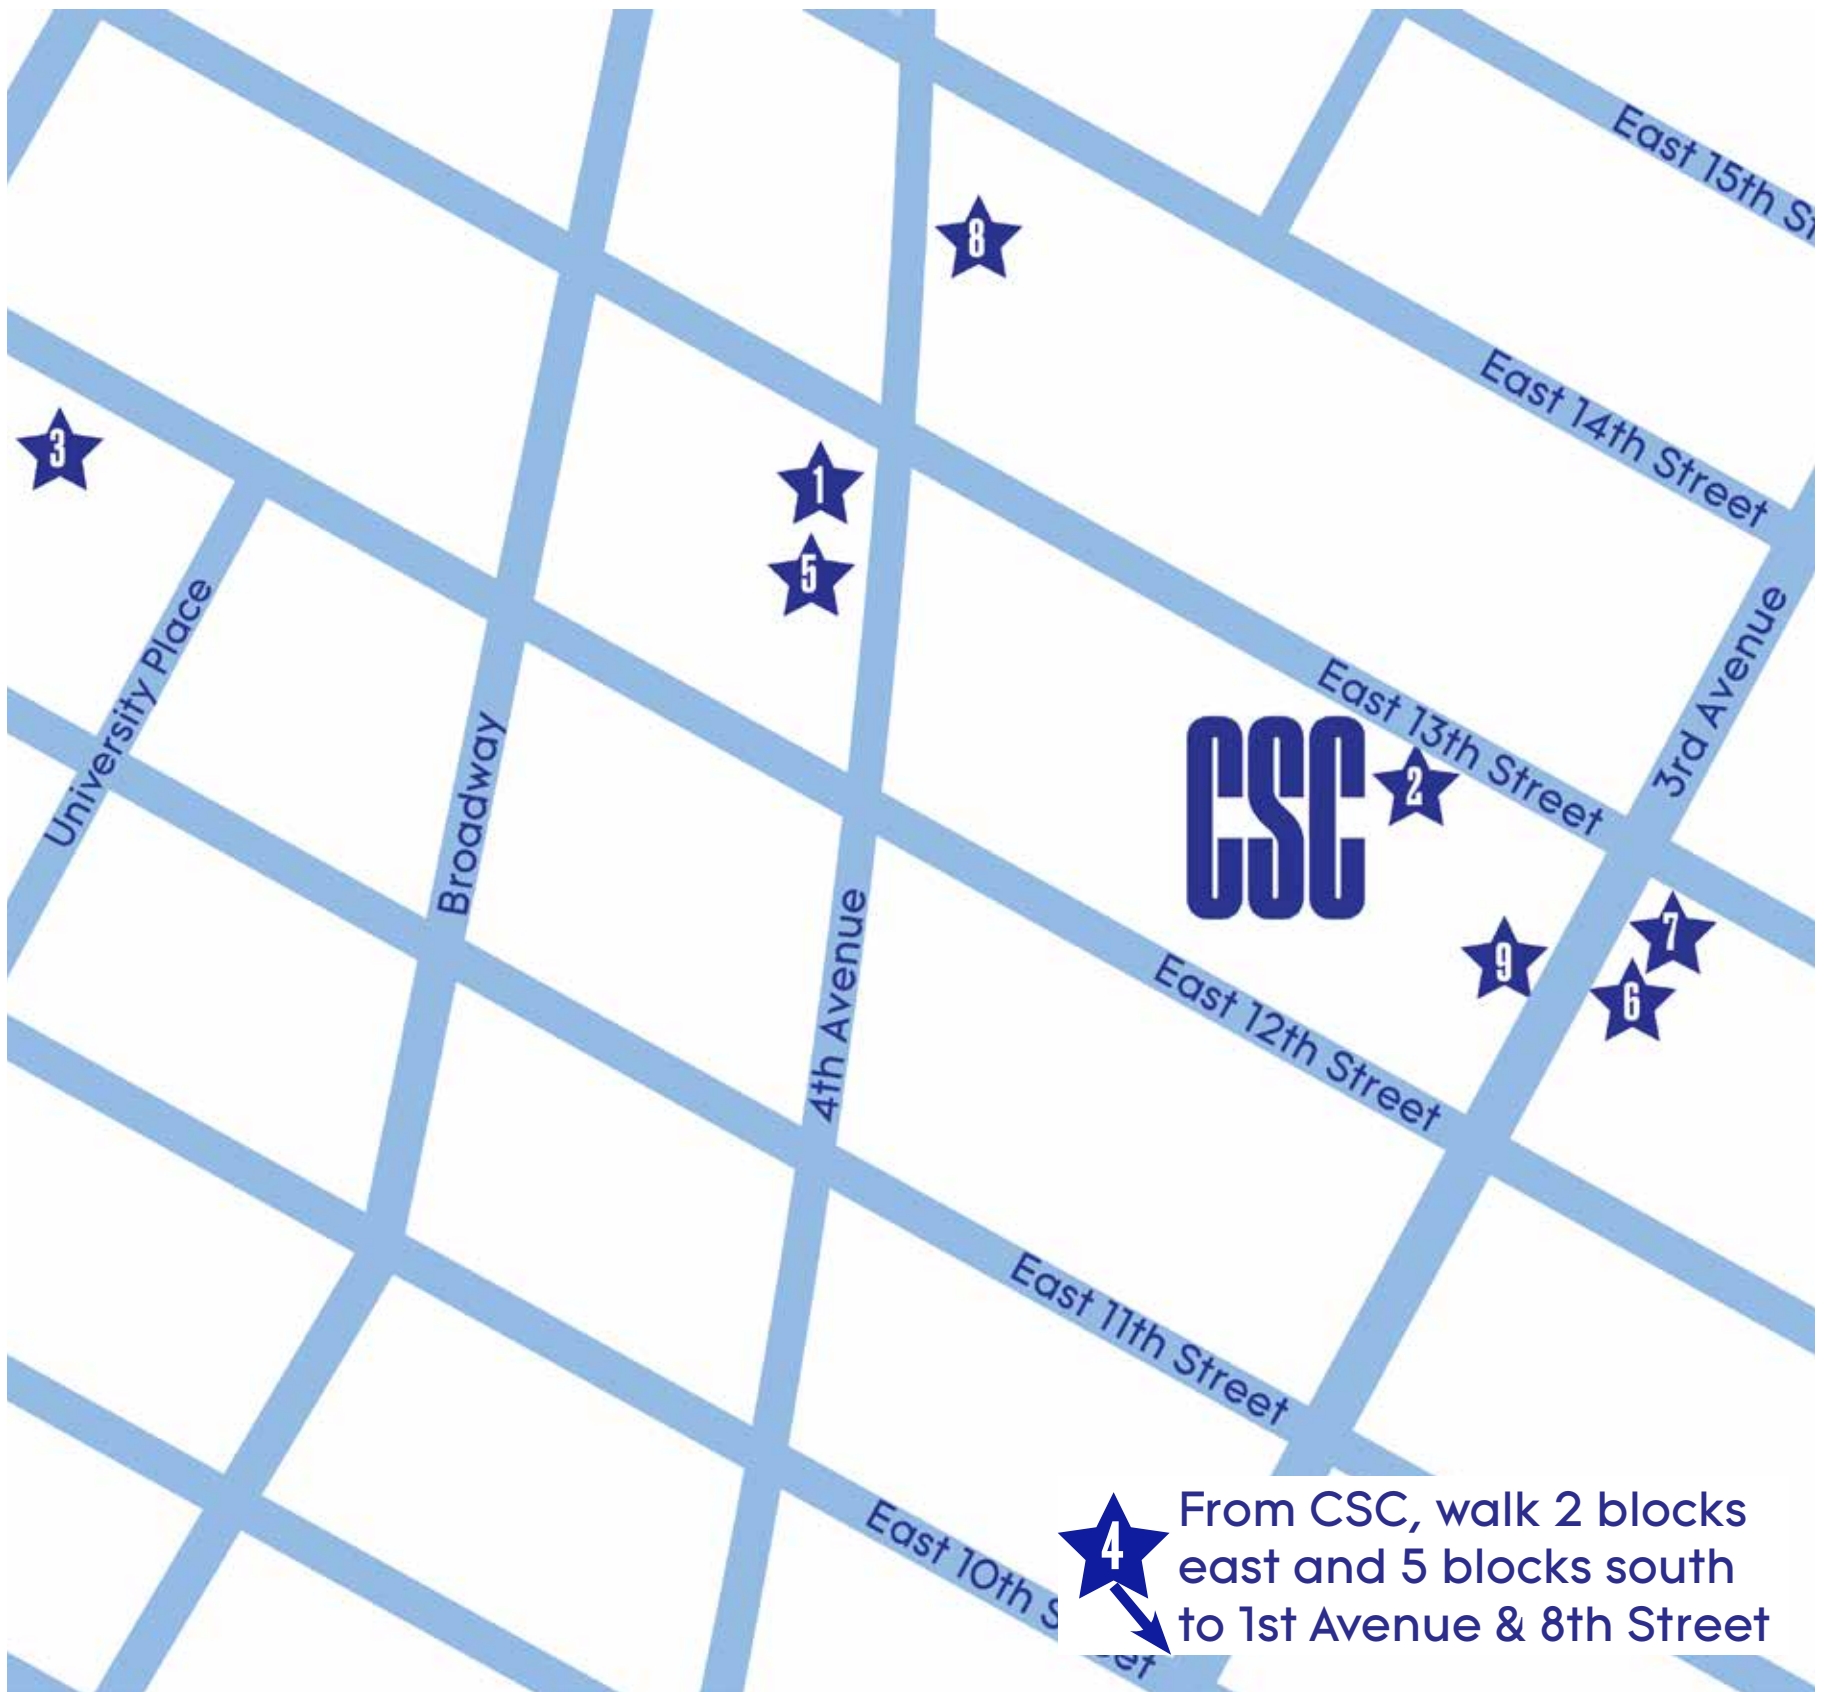 East 15th St
8
East 14th Street
3
1
5
University Place
3rd Avenue
East 13th Street
Broadway
CSC
2
4th Avenue
7
9
6
East 12th Street
East 11th Street
East 10th S
eet
4
From CSC, walk 2 blocks
east and 5 blocks south
to 1st Avenue & 8th Street